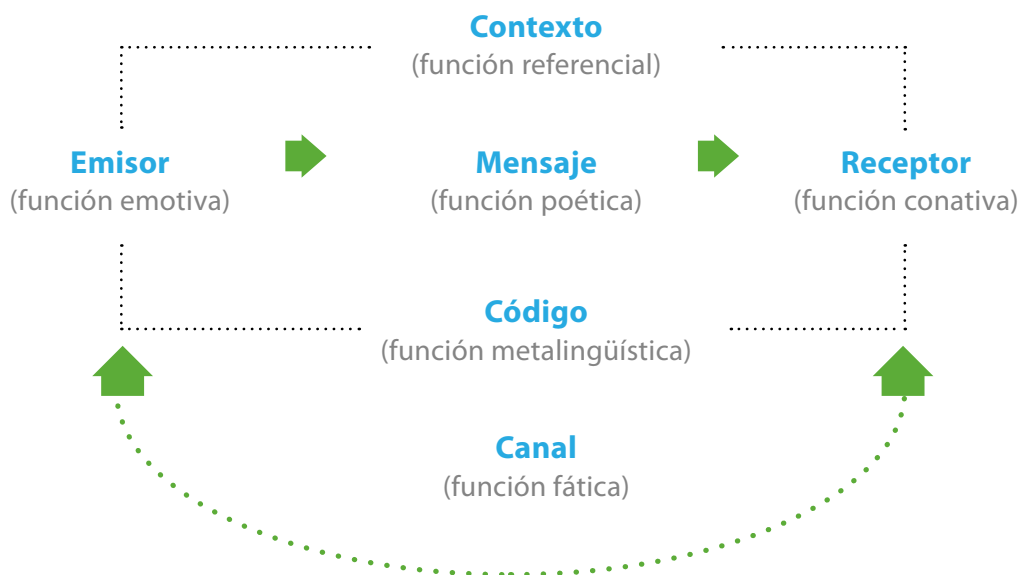 Contexto
(función referencial)
Emisor
(función emotiva)
Mensaje
(función poética)
Receptor
(función conativa)
Código
(función metalingüística)
Canal
(función fática)